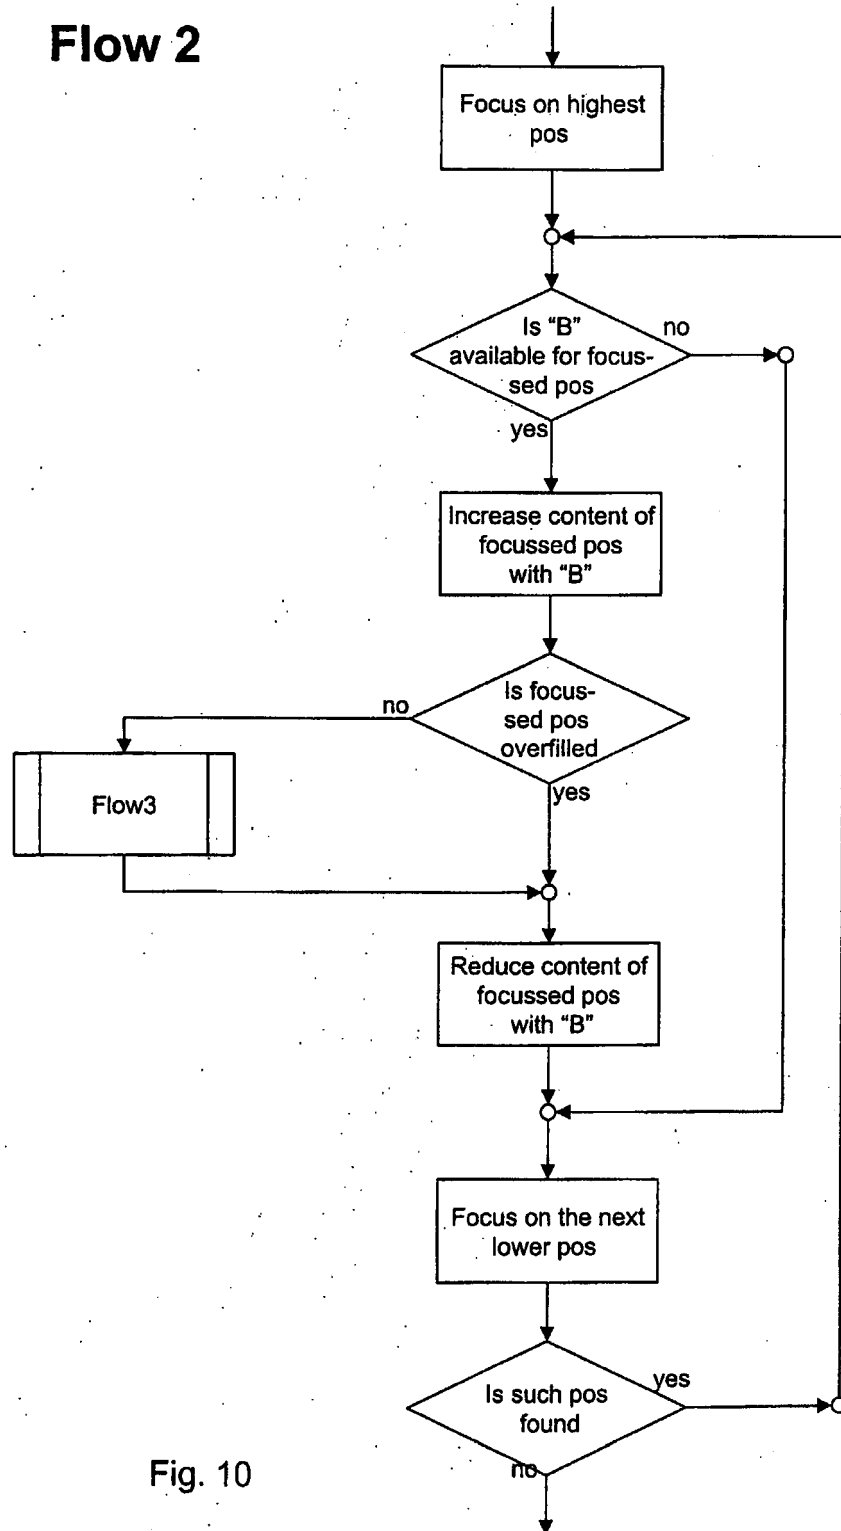 Flow 2
Focus on highest
pos
Is “B”
available for focus-
sed pos
no
yes
Increase content of
focussed pos
with “B”
Is focus-
sed pos
overfilled
no
yes
Flow3
Reduce content of
focussed pos
with “B”
Focus on the next
lower pos
Is such pos
found
yes
no
Fig. 10